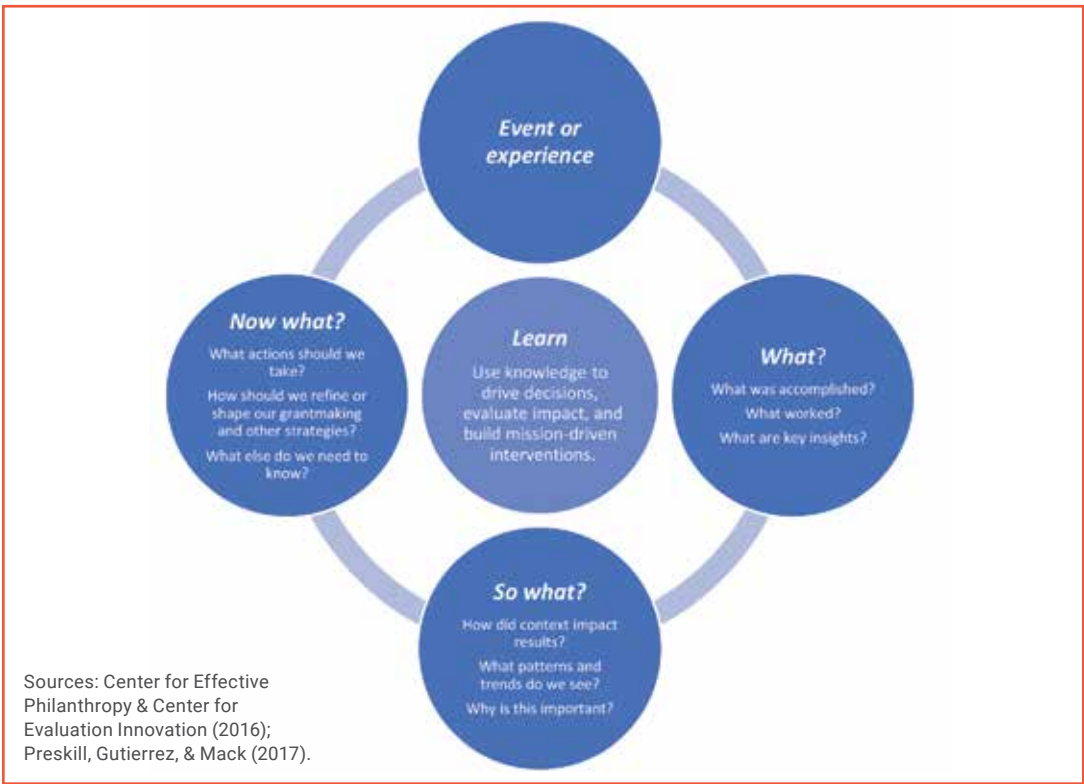 Event or
experience
Now what?
What actions should we
take?
How should we refine or
shape our grantmaking
and other strategies?
What else do we need to
know?
Learn
Use knowledge to
drive decisions,
evaluate impact, and
build mission-driven
interventions.
What?
What was accomplished?
What worked?
What are key insights?
So what?
How did context impact
results?
What patterns and
trends do we see?
Why is this important?
Sources: Center for Effective
Philanthropy & Center for
Evaluation Innovation (2016);
Preskill, Gutierrez, & Mack (2017).